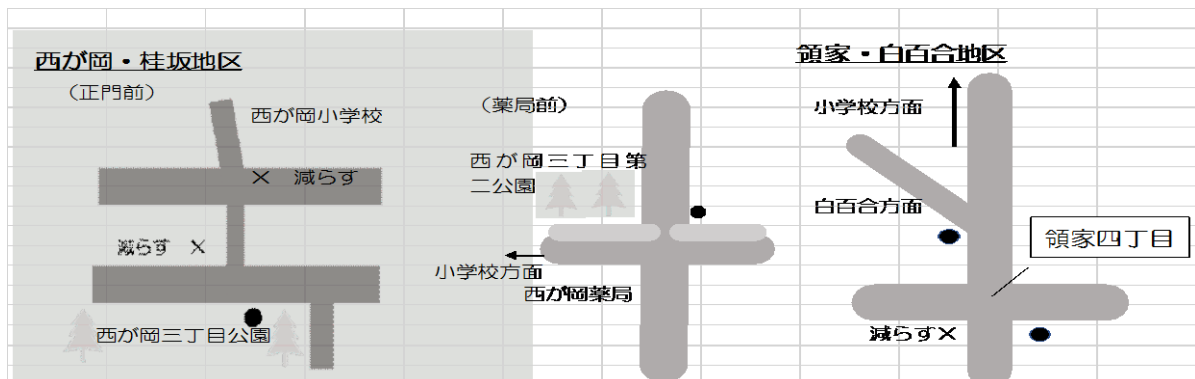 西が岡・桂坂地区
(正門前)
西が岡小学校
× 減らす
減らす ×
西が岡三丁目公園
(薬局前)
西が岡三丁目第
二公園
小学校方面
西が岡薬局
領家・白百合地区
小学校方面
白百合方面
領家四丁目
減らす×